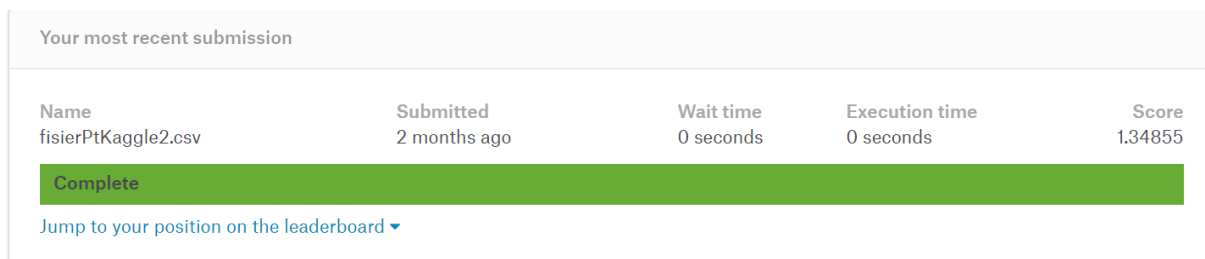 Your most recent submission
Name Submitted Wait time Execution time Score
fisierPtKaggle2.csv 2 months ago 0 seconds 0 seconds 1.34855
Complete
Jump to your position on the leaderboard